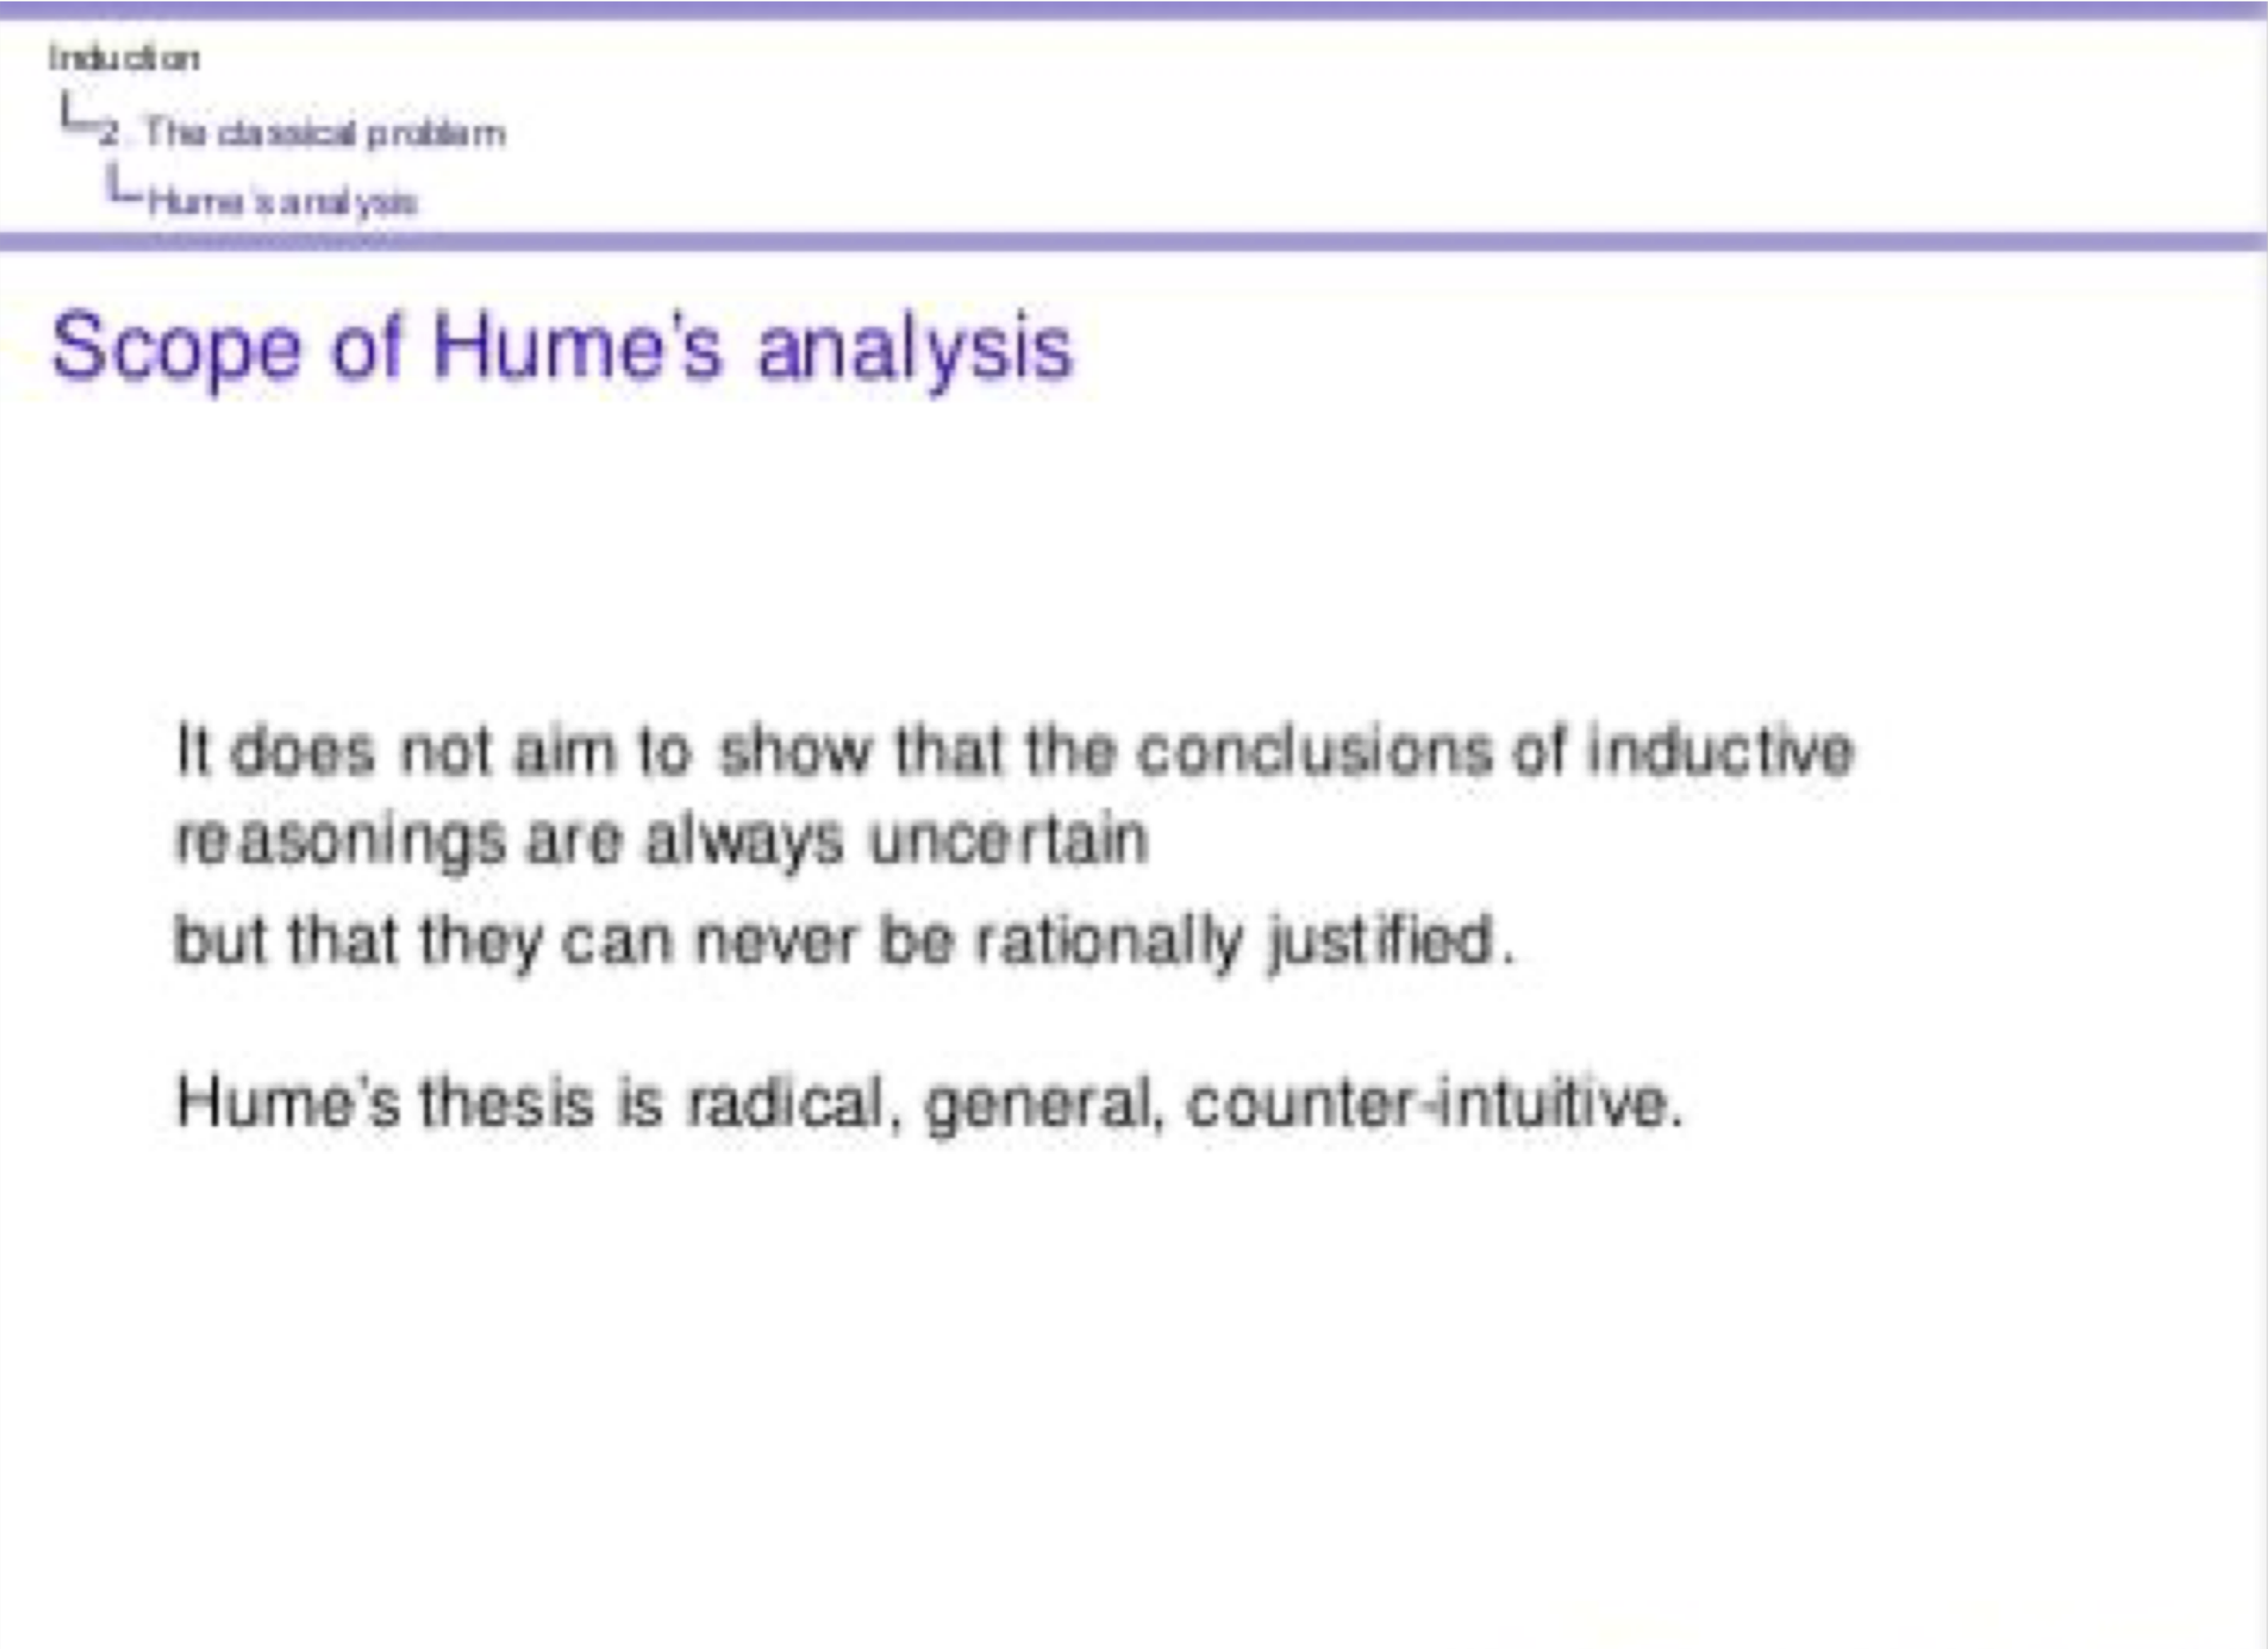 Induction
2. The classical problem
Hume's analysis
Scope of Hume's analysis
It does not aim to show that the conclusions of inductive
reasonings are always uncertain
but that they can never be rationally justified.
Hume's thesis is radical, general, counter-intuitive.